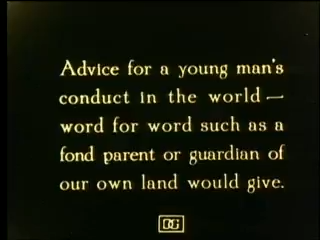 Advice for a young man's
conduct in the world —
word for word such as a
fond parent or guardian of
our own land would give.
DG